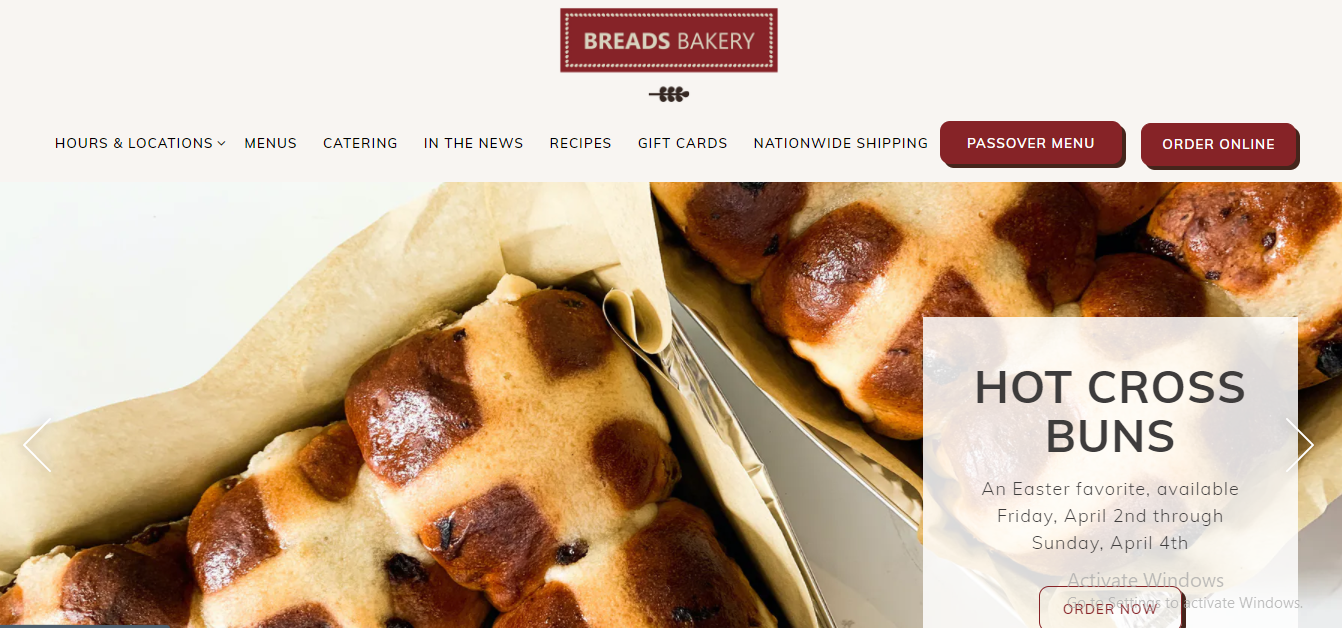 BREADS BAKERY
HOURS & LOCATIONS MENUS CATERING IN THE NEWS RECIPES GIFT CARDS NATIONWIDE SHIPPING PASSOVER MENU ORDER ONLINE
HOT CROSS
BUNS
An Easter favorite, available
Friday, April 2nd through
Sunday, April 4th
Activate Windows
Go to Settings to activate Windows.
ORDER NOW